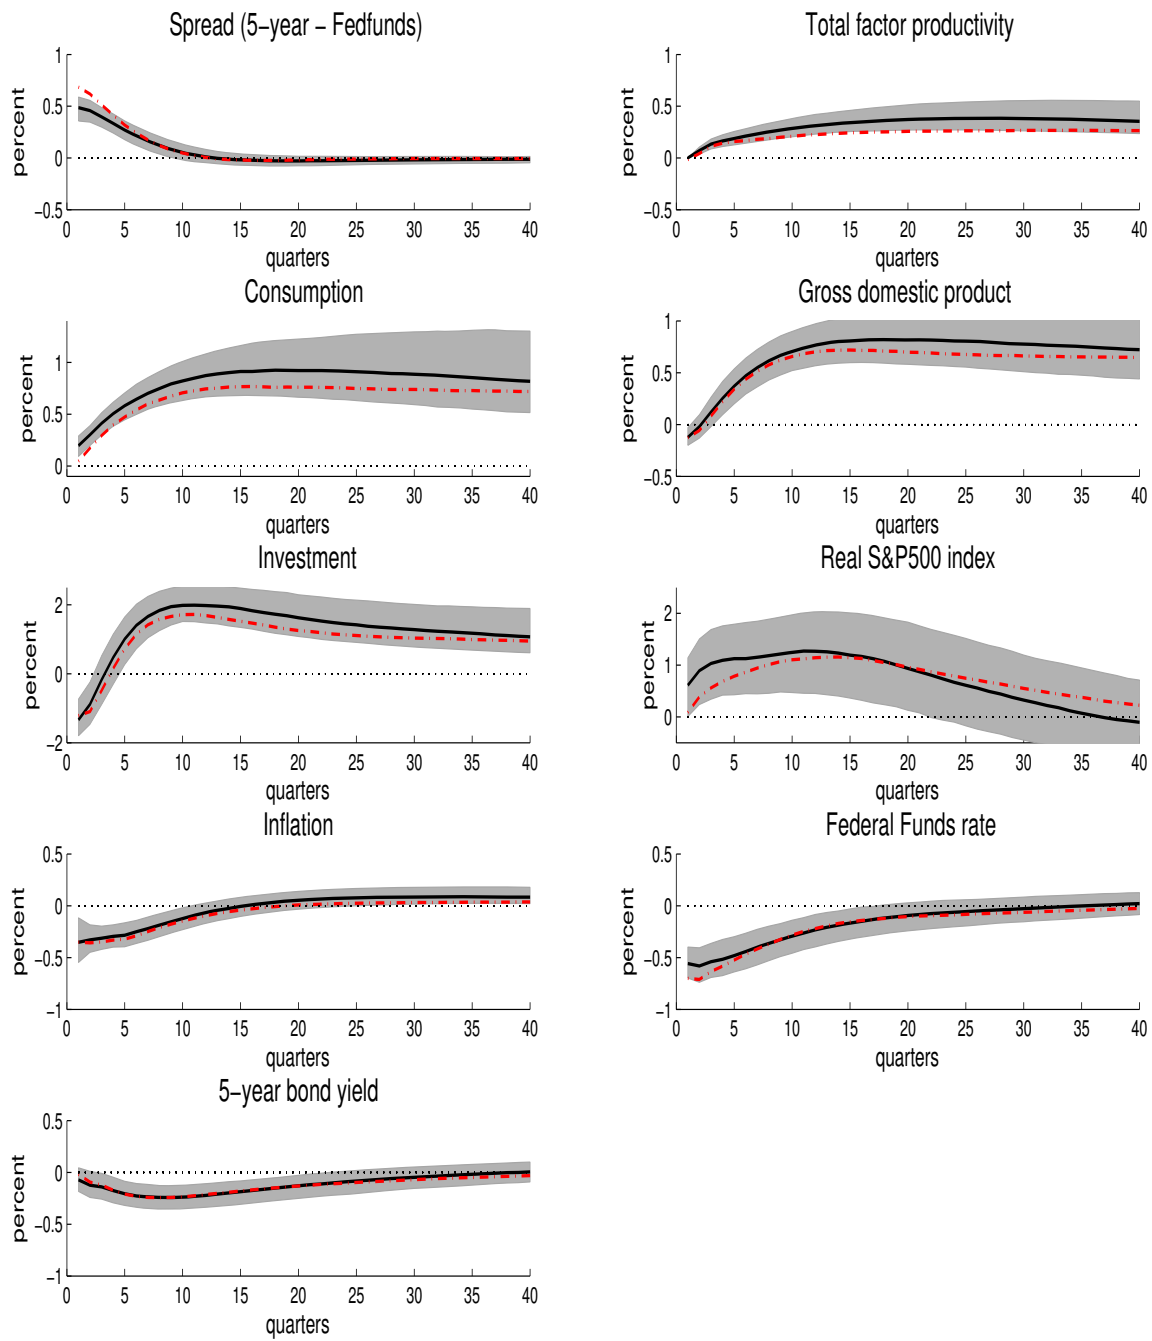 Spread (5−year − Fedfunds)
1
0.5
0
−0.5
percent
0 5 10 15 20 25 30 35 40
quarters
Total factor productivity
1
0.5
0
−0.5
percent
0 5 10 15 20 25 30 35 40
quarters
Consumption
1
0.5
0
percent
0 5 10 15 20 25 30 35 40
quarters
Gross domestic product
1
0.5
0
−0.5
percent
0 5 10 15 20 25 30 35 40
quarters
Investment
2
0
−2
percent
0 5 10 15 20 25 30 35 40
quarters
Real S&P500 index
2
1
0
percent
0 5 10 15 20 25 30 35 40
quarters
Inflation
0.5
0
−0.5
−1
percent
0 5 10 15 20 25 30 35 40
quarters
Federal Funds rate
0.5
0
−0.5
−1
percent
0 5 10 15 20 25 30 35 40
quarters
5−year bond yield
0.5
0
−0.5
−1
percent
0 5 10 15 20 25 30 35 40
quarters